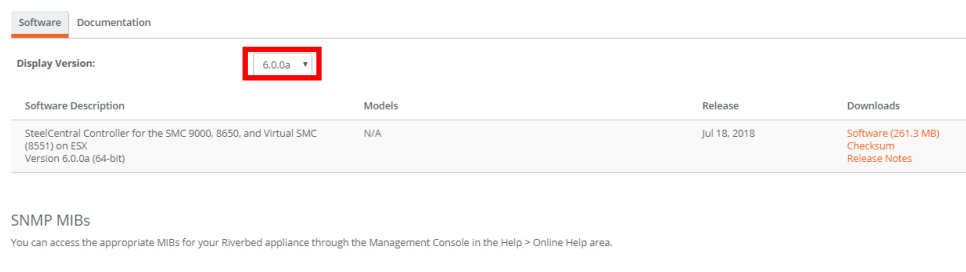 Software Documentation
Display Version: 6.0.0a
Software Description Models Release Downloads
SteelCentral Controller for the SMC 9000, 8650, and Virtual SMC N/A Jul 18, 2018 Software (261.3 MB)
(8551) on ESX Checksum
Version 6.0.0a (64-bit) Release Notes
SNMP MIBs
You can access the appropriate MIBs for your Riverbed appliance through the Management Console in the Help > Online Help area.